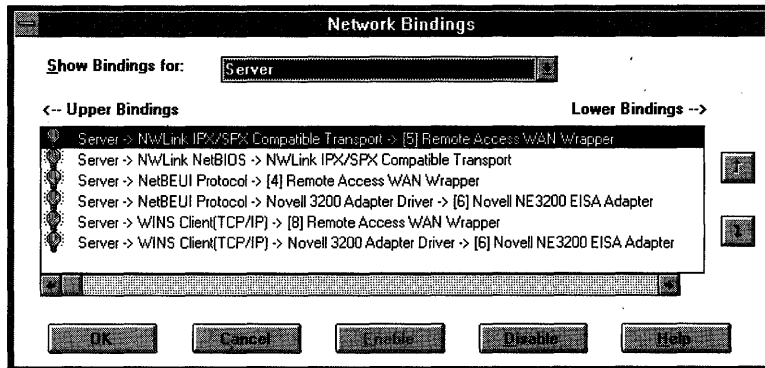 Network Bindings
Show Bindings for: Server
<-- Upper Bindings Lower Bindings -->
Server -> NWLink IPX/SPX Compatible Transport -> [5] Remote Access WAN Wrapper
Server -> NWLink NetBIOS -> NWLink IPX/SPX Compatible Transport
Server -> NetBEUI Protocol -> [4] Remote Access WAN Wrapper
Server -> NetBEUI Protocol -> Novell 3200 Adapter Driver -> [6] Novell NE3200 EISA Adapter
Server -> WINS Client(TCP/IP) -> [8] Remote Access WAN Wrapper
Server -> WINS Client(TCP/IP) -> Novell 3200 Adapter Driver -> [6] Novell NE3200 EISA Adapter
OK Cancel Enable Disable Help